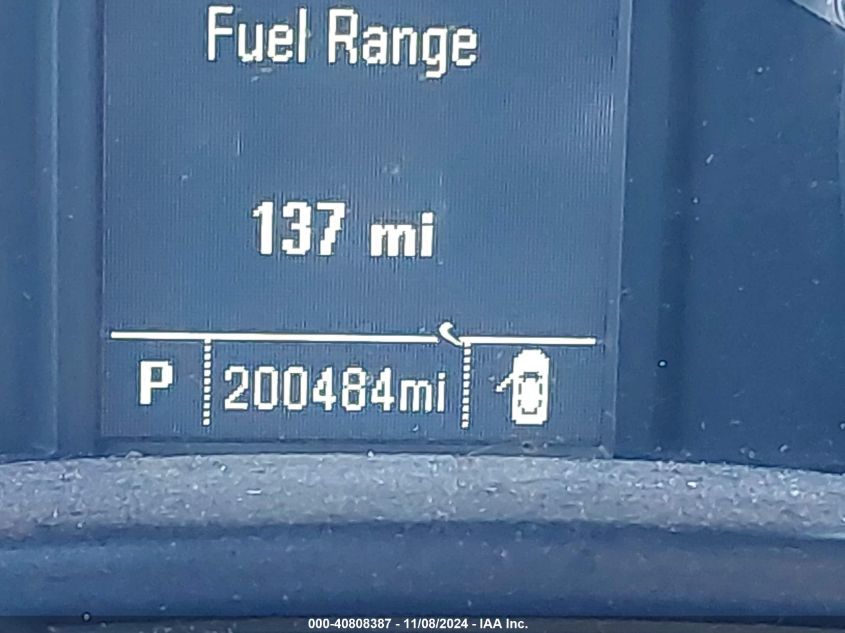 Fuel Range
137 mi
P 200484mi
000-40808387 - 11/08/2024 - IAA Inc.